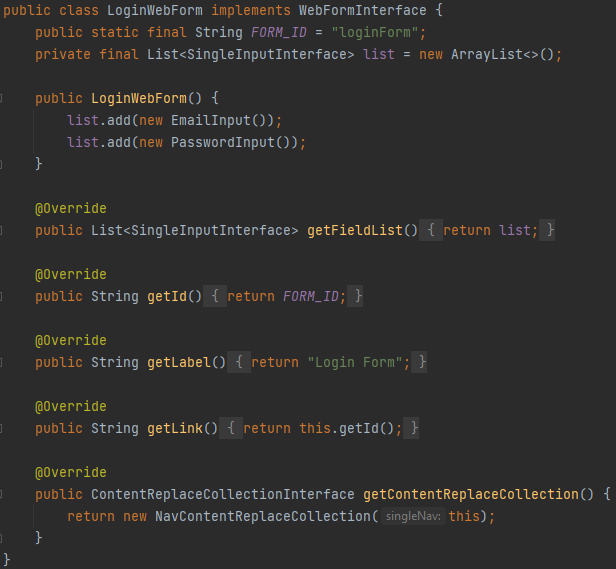 public class LoginWebForm implements WebFormInterface {
public static final String FORM_ID = "loginForm";
private final List<SingleInputInterface> list = new ArrayList<>();
public LoginWebForm() {
list.add(new EmailInput());
list.add(new PasswordInput());
}
@Override
public List<SingleInputInterface> getFieldList() { return list; }
@Override
public String getId() { return FORM_ID; }
@Override
public String getLabel() { return "Login Form"; }
@Override
public String getLink() { return this.getId(); }
@Override
public ContentReplaceCollectionInterface getContentReplaceCollection() {
return new NavContentReplaceCollection( singleNav: this);
}
}